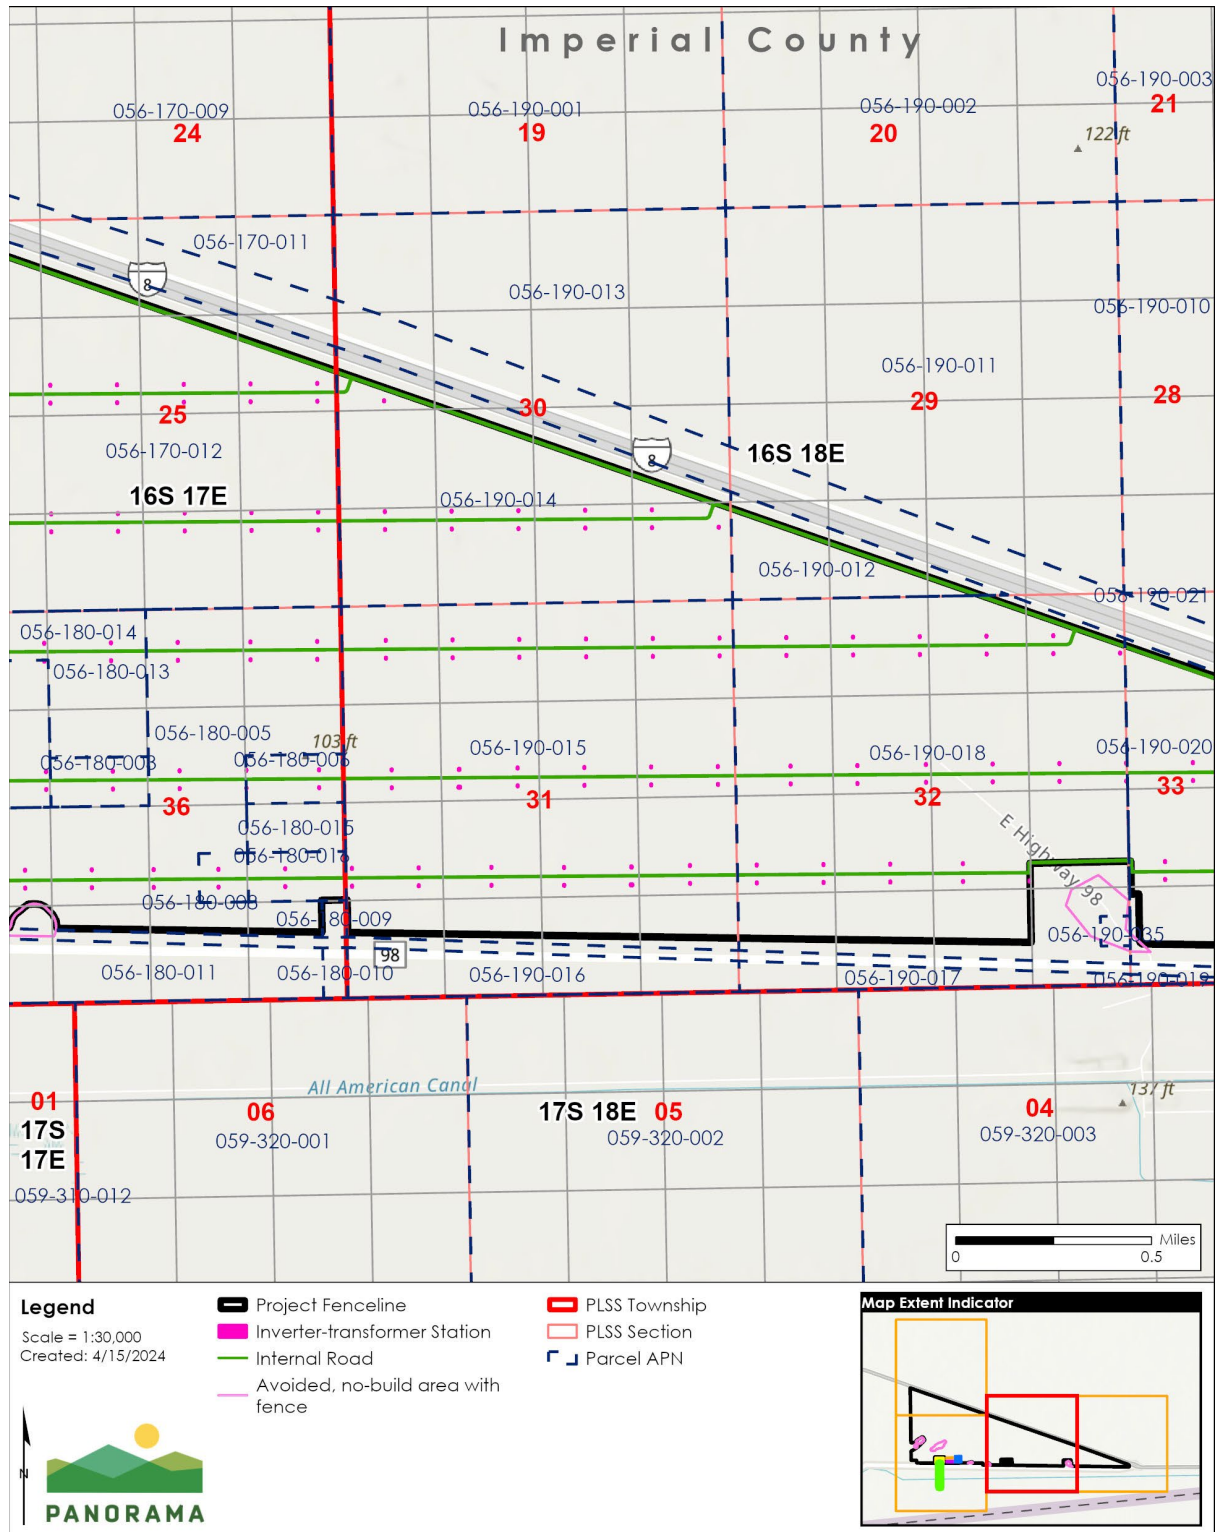 Imperial County
056-190-003
056-170-009
056-190-001
056-190-002
21
24
19
20
122 ft
056-170-011
8
056-190-013
056-190-010
056-190-011
28
25
30
29
056-170-012
8
16S 18E
16S 17E
056-190-014
056-190-012
056-190-021
056-180-014
056-180-013
056-180-005
103 ft
056-190-015
056-190-018
056-190-020
056-180-003
056-180-006
36
31
32
33
056-180-015
E Highway 98
056-180-016
056-180-008
056-180-009
056-190-035
98
056-180-011
056-180-010
056-190-016
056-190-017
056-190-019
All American Canal
137 ft
01
06
17S 18E
05
04
17S
17E
056-320-001
059-320-002
059-320-003
059-310-012
Miles
0
0.5
Legend
Scale = 1:30,000
Created: 4/15/2024
Project Fenceline
Inverter-transformer Station
Internal Road
Avoided, no-build area with
fence
PLSS Township
PLSS Section
Parcel APN
Map Extent Indicator
N
PANORAMA